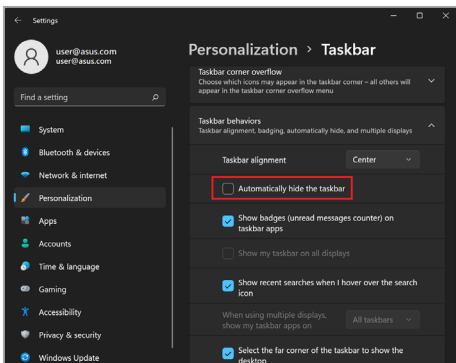 Settings
user@asus.com
user@asus.com
Find a setting
System
Bluetooth & devices
Network & internet
Personalization
Apps
Accounts
Time & language
Gaming
Accessibility
Privacy & security
Windows Update
Personalization > Taskbar
Taskbar corner overflow
Choose which icons may appear in the taskbar corner – all others will
appear in the taskbar corner overflow menu
Taskbar behaviors
Taskbar alignment, badging, automatically hide, and multiple displays
Taskbar alignment
Center
Automatically hide the taskbar
Show badges (unread messages counter) on
taskbar apps
Show my taskbar on all displays
Show recent searches when I hover over the search
icon
When using multiple displays,
show my taskbar apps on
All taskbars
Select the far corner of the taskbar to show the
desktop